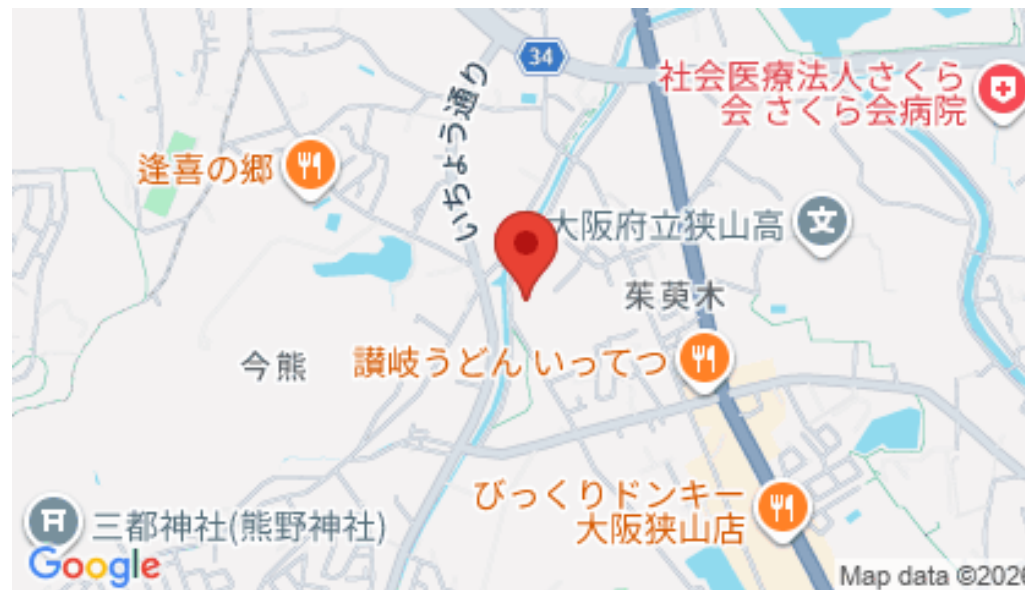 34
社会医療法人さくら
会 さくら会病院
いちょう通り
逢喜の郷
大阪府立狭山高
茱萸木
讃岐うどん いってつ
今熊
びっくりドンキー
大阪狭山店
三都神社(熊野神社)
Google
Map data ©2026